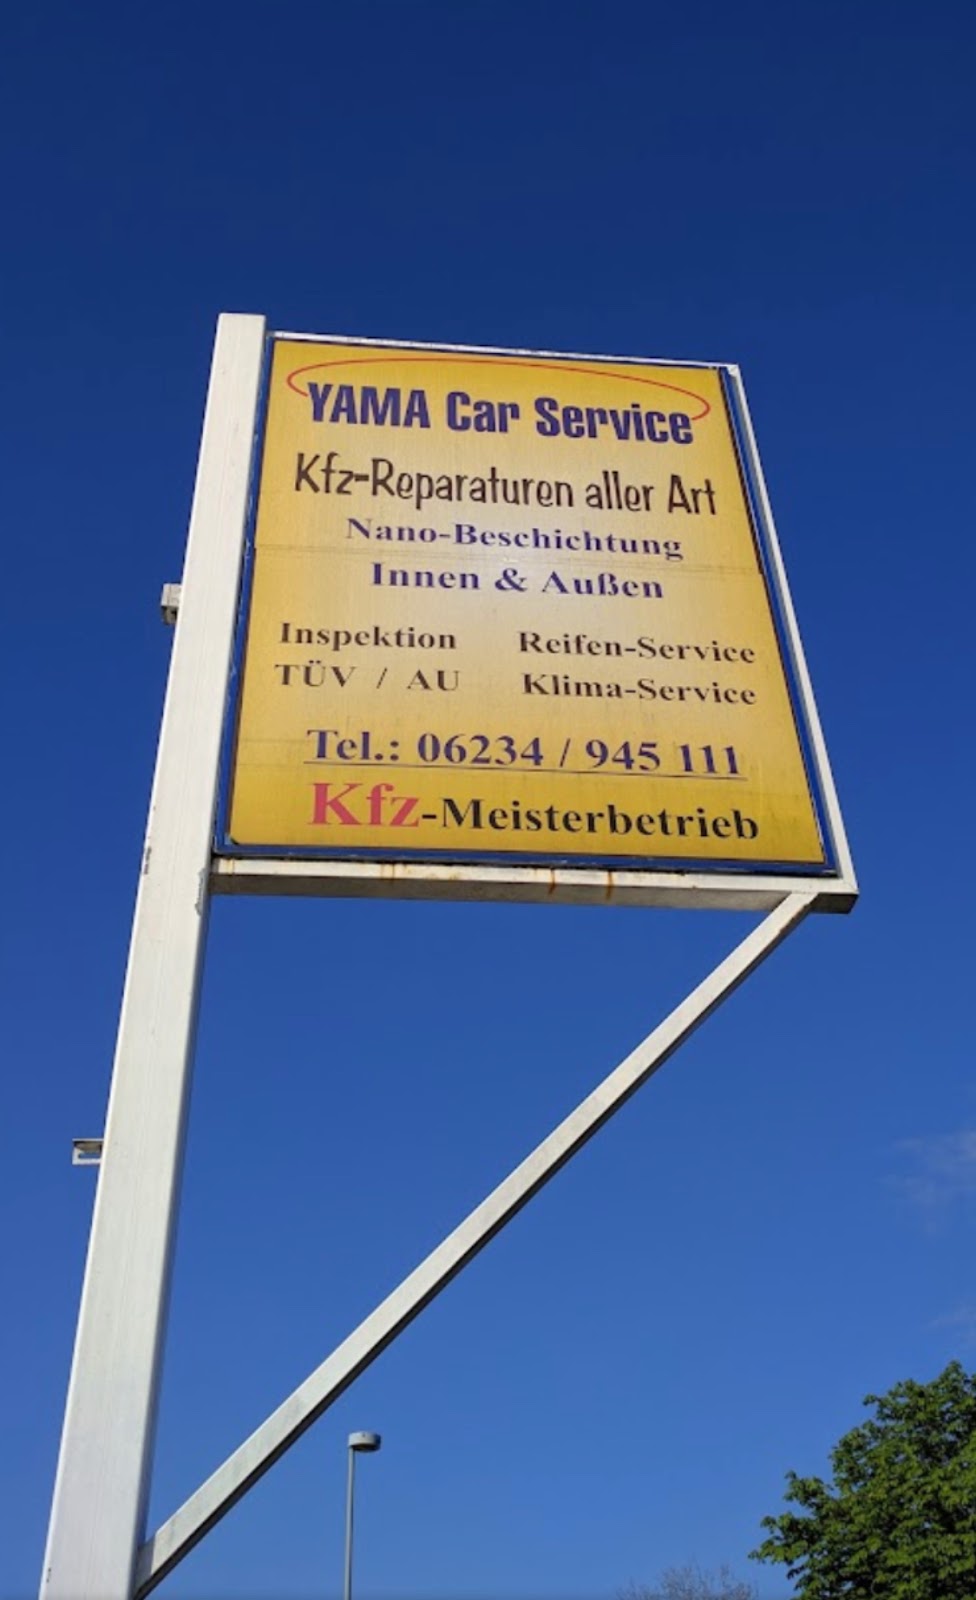 YAMA Car Service
Kfz-Reparaturen aller Art
Nano-Beschichtung
Innen & Außen
Inspektion Reifen-Service
TÜV / AU Klima-Service
Tel.: 06234 / 945 111
Kfz-Meisterbetrieb